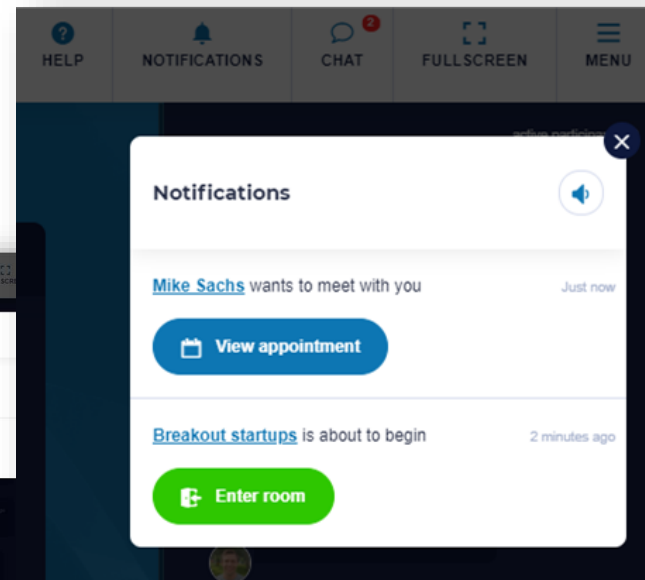 HELP
NOTIFICATIONS
2
CHAT
FULLSCREEN
MENU
Notifications
Mike Sachs wants to meet with you
Just now
View appointment
Breakout startups is about to begin
2 minutes ago
Enter room